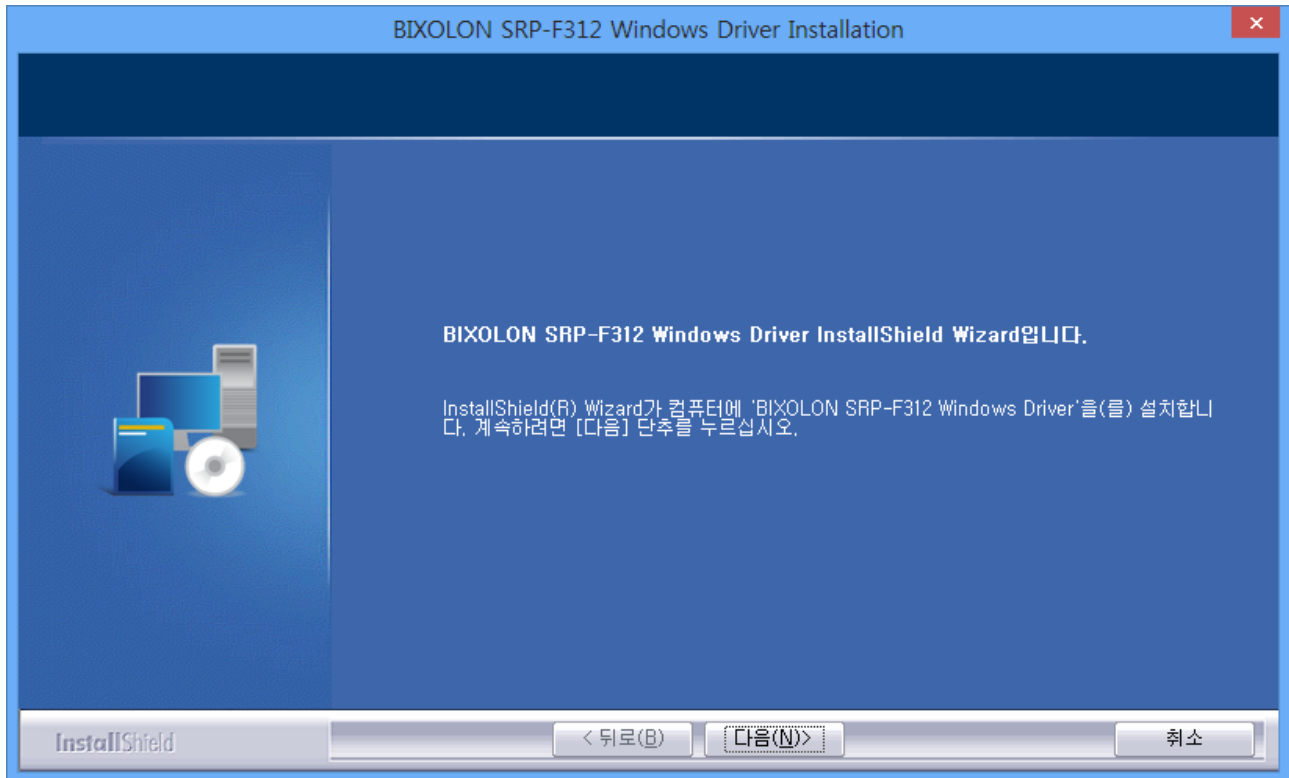 BIXOLON SRP-F312 Windows Driver Installation
BIXOLON SRP-F312 Windows Driver InstallShield Wizard입니다.
InstallShield(R) Wizard가 컴퓨터에 'BIXOLON SRP-F312 Windows Driver'을(를) 설치합니
다. 계속하려면 [다음] 단추를 누르십시오.
InstallShield
< 뒤로(B) 다음(N)> 취소